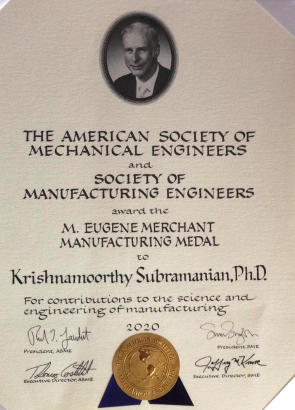 THE AMERICAN SOCIETY OF
MECHANICAL ENGINEERS
and
SOCIETY OF
MANUFACTURING ENGINEERS
award the
M. EUGENE MERCHANT
MANUFACTURING MEDAL
to
Krishnamoorthy Subramanian, Ph.D.
For contributions to the science and
engineering of manufacturing
2020
President, ASME
President, SME
Executive Director, ASME
Executive Director, SME